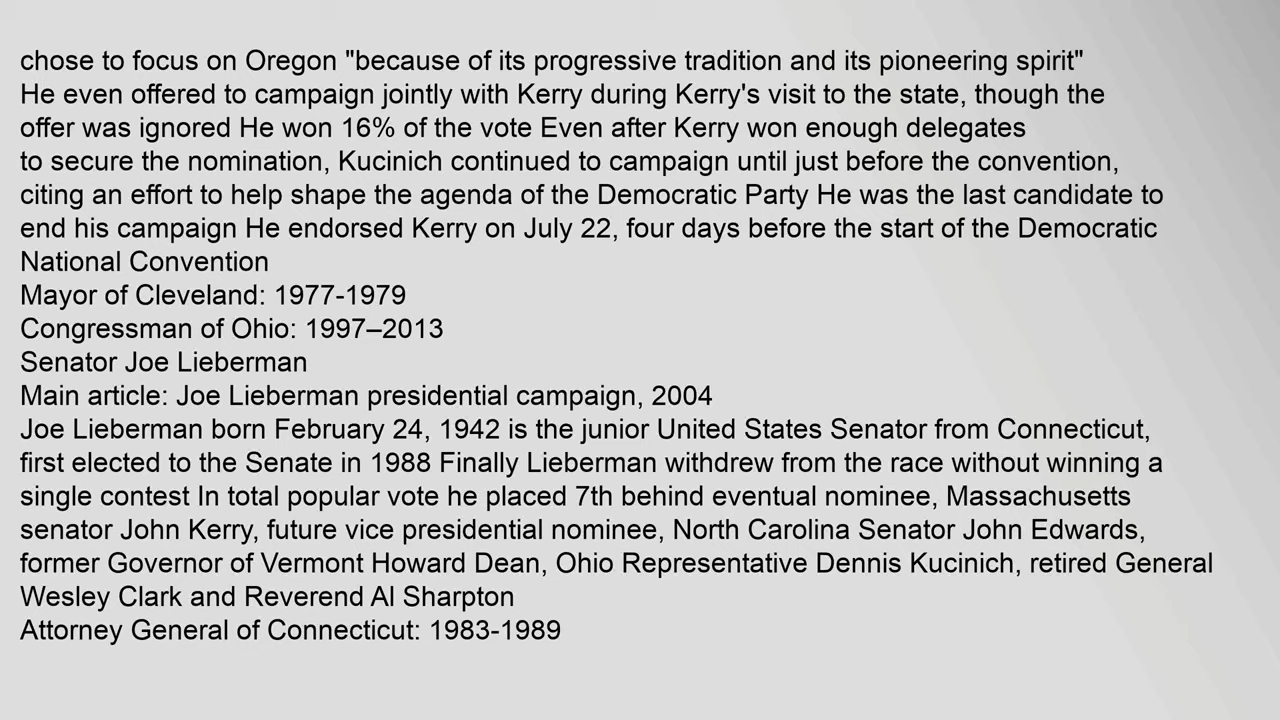 chose to focus on Oregon "because of its progressive tradition and its pioneering spirit"
He even offered to campaign jointly with Kerry during Kerry's visit to the state, though the
offer was ignored He won 16% of the vote Even after Kerry won enough delegates
to secure the nomination, Kucinich continued to campaign until just before the convention,
citing an effort to help shape the agenda of the Democratic Party He was the last candidate to
end his campaign He endorsed Kerry on July 22, four days before the start of the Democratic
National Convention
Mayor of Cleveland: 1977-1979
Congressman of Ohio: 1997–2013
Senator Joe Lieberman
Main article: Joe Lieberman presidential campaign, 2004
Joe Lieberman born February 24, 1942 is the junior United States Senator from Connecticut,
first elected to the Senate in 1988 Finally Lieberman withdrew from the race without winning a
single contest In total popular vote he placed 7th behind eventual nominee, Massachusetts
senator John Kerry, future vice presidential nominee, North Carolina Senator John Edwards,
former Governor of Vermont Howard Dean, Ohio Representative Dennis Kucinich, retired General
Wesley Clark and Reverend Al Sharpton
Attorney General of Connecticut: 1983-1989